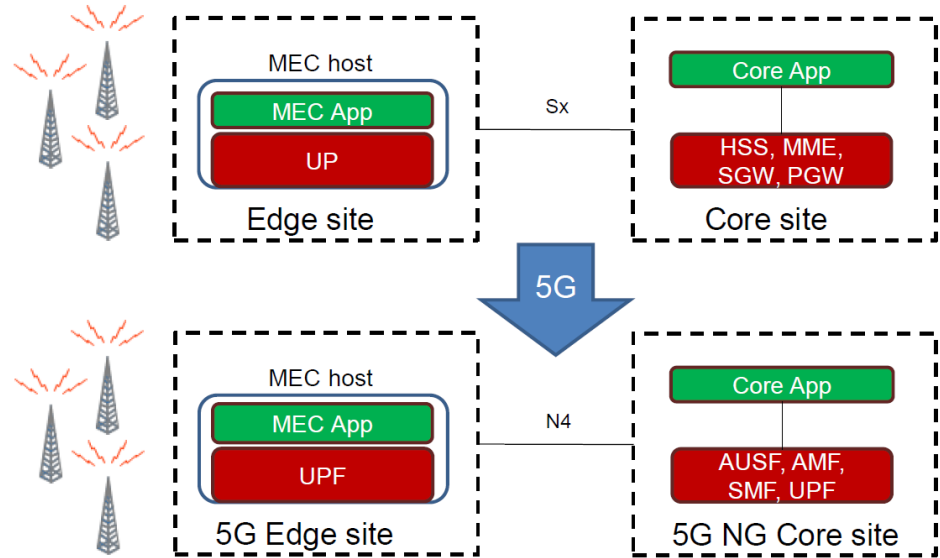 MEC host
MEC App
UP
Edge site
Sx
Core App
HSS, MME,
SGW, PGW
Core site
5G
MEC host
MEC App
UPF
5G Edge site
N4
Core App
AUSF, AMF,
SMF, UPF
5G NG Core site